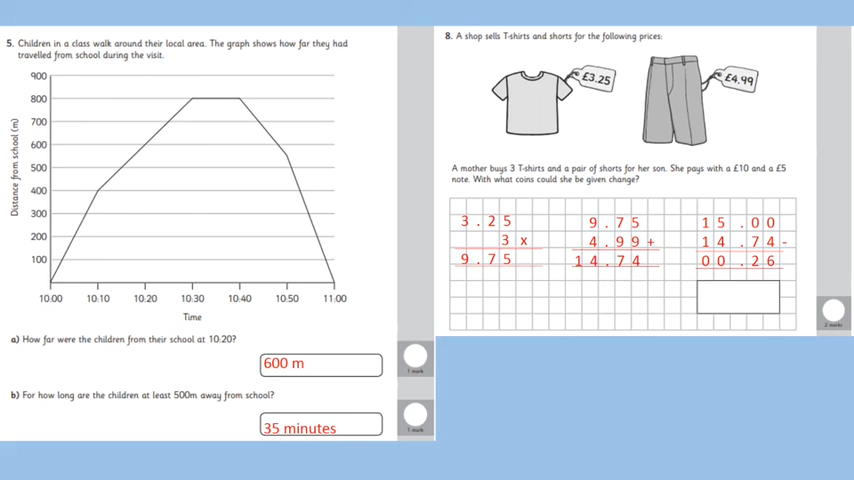 5. Children in a class walk around their local area. The graph shows how far they had
travelled from school during the visit.
900
800
700
600
500
400
300
200
100
Distance from school (m)
10.00 10.10 10.20 10.30 10.40 10.50 11.00
Time
a) How far were the children from their school at 10:20?
600 m
1 mark
b) For how long are the children at least 500m away from school?
35 minutes
1 mark
8. A shop sells T-shirts and shorts for the following prices:
£3.25
£4.99
A mother buys 3 T-shirts and a pair of shorts for her son. She pays with a £10 and a £5
note. With what coins could she be given change?
3 . 2 5
3 x
9 . 7 5
9 . 7 5
4 . 9 9 +
1 4 . 7 4
1 5 . 0 0
1 4 . 7 4 -
0 0 . 2 6
2 marks